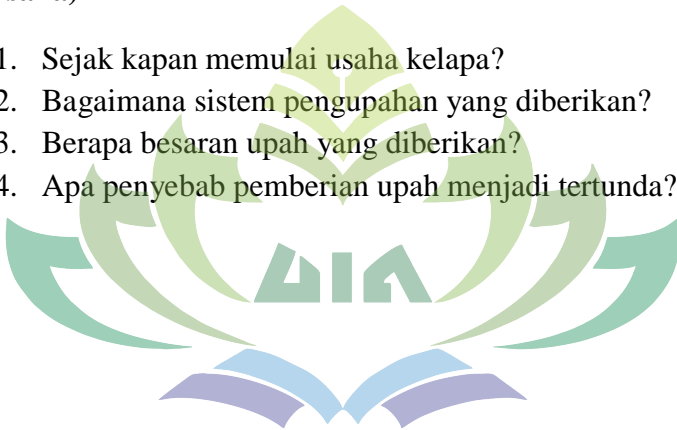 1. Sejak kapan memulai usaha kelapa?
2. Bagaimana sistem pengupahan yang diberikan?
3. Berapa besaran upah yang diberikan?
4. Apa penyebab pemberian upah menjadi tertunda?
UIN